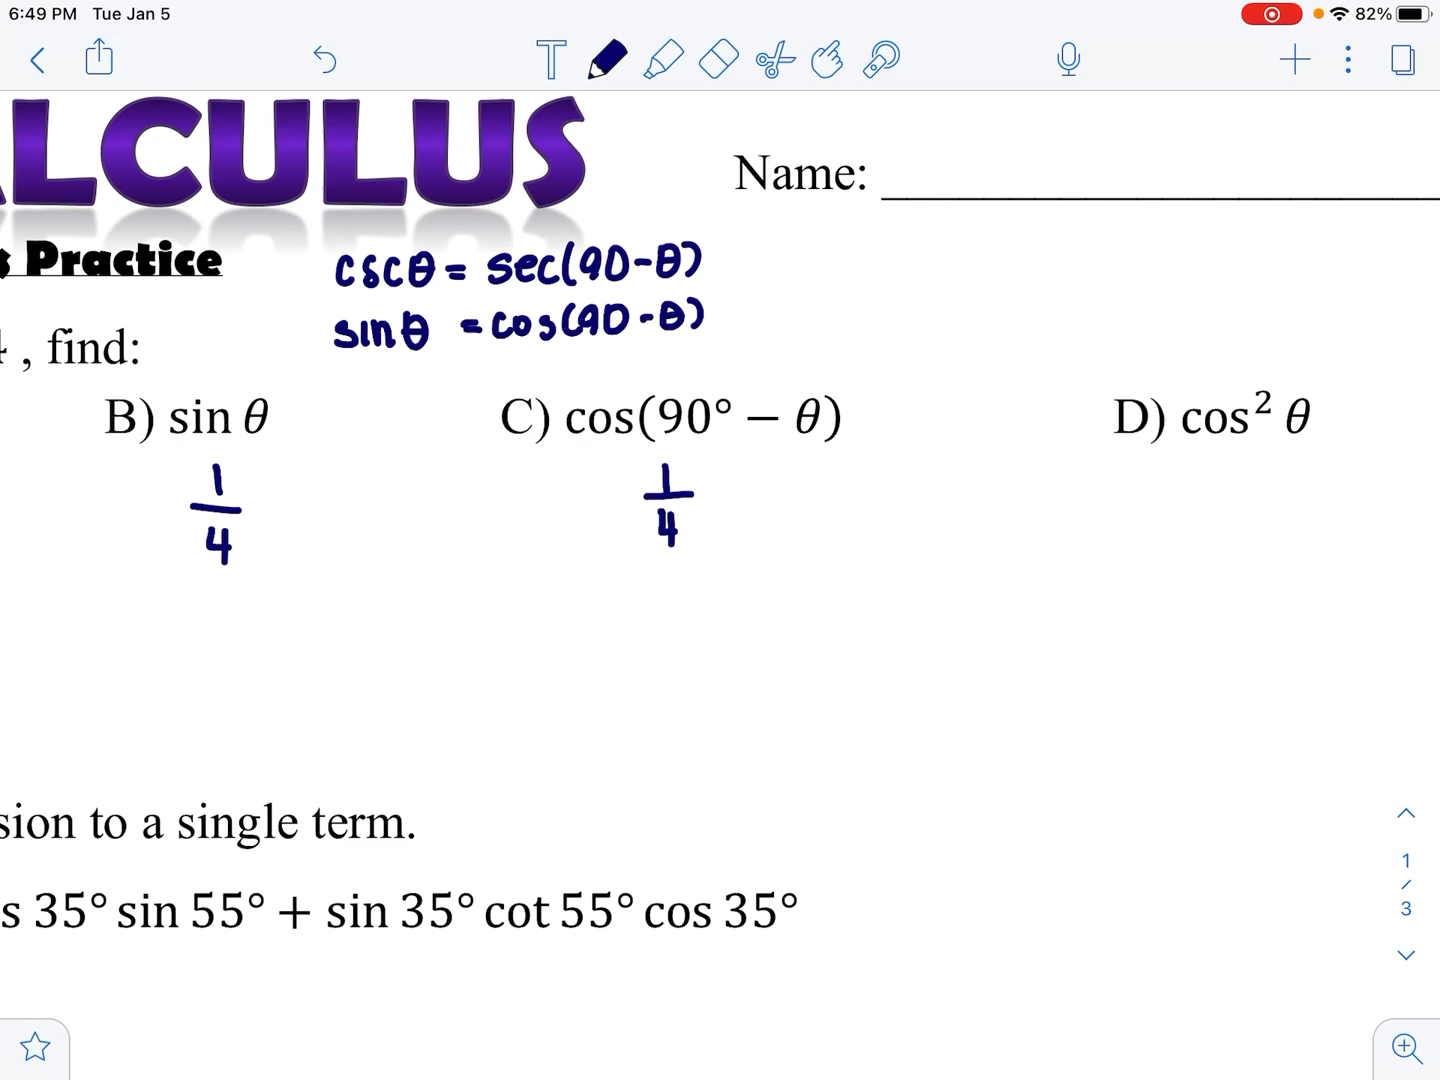 6:49 PM Tue Jan 5 82%
T
LCULUS
Name:
s Practice
cscθ = sec(90-θ)
sinθ = cos(90-θ)
4 , find:
B) sin θ C) cos(90° − θ) D) cos² θ
1/4 1/4
sion to a single term.
s 35° sin 55° + sin 35° cot 55° cos 35°
1/3